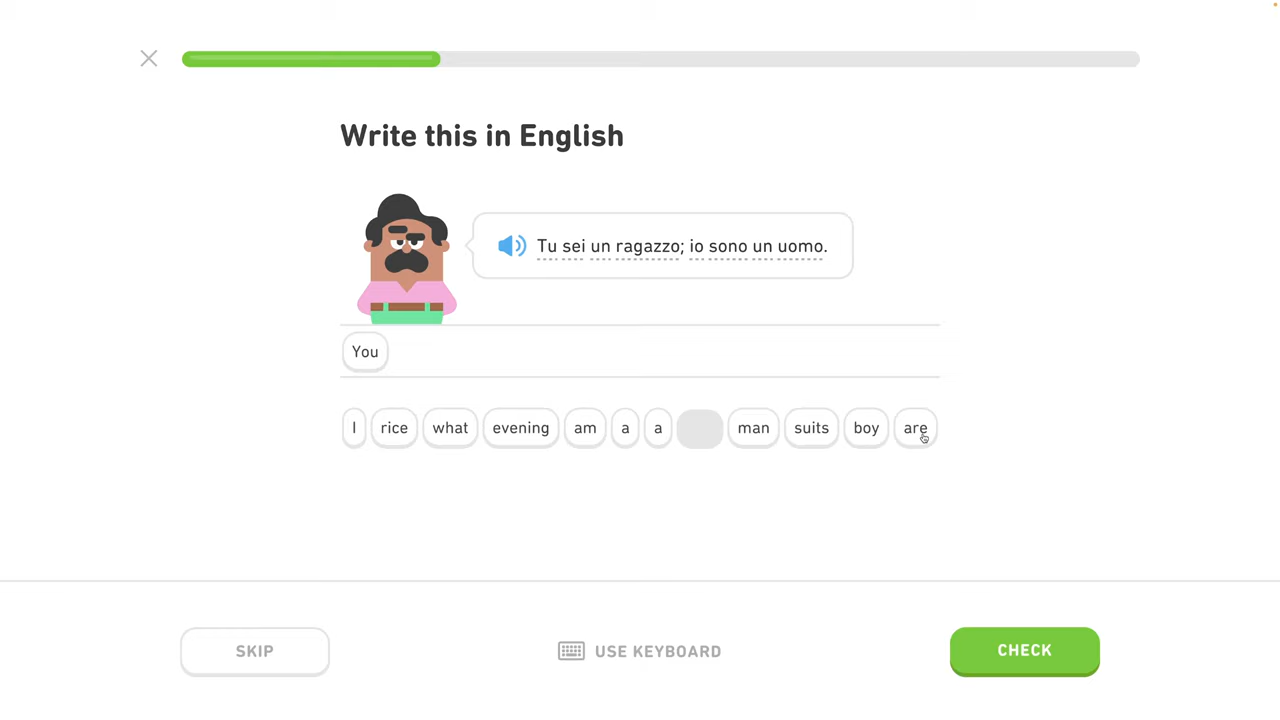 Write this in English
Tu sei un ragazzo; io sono un uomo.
You
I rice what evening am a a man suits boy are
SKIP USE KEYBOARD CHECK